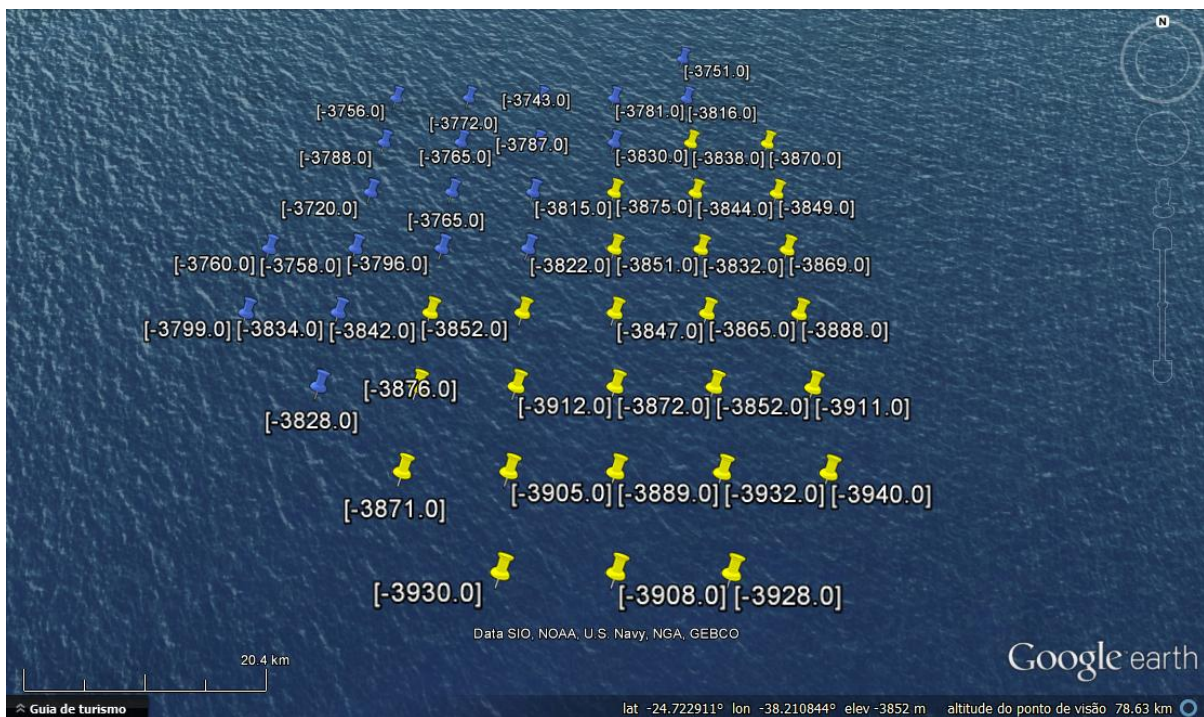 N
[-3751.0]
[-3756.0] [-3772.0] [-3743.0] [-3781.0] [-3816.0]
[-3788.0] [-3765.0] [-3787.0] [-3830.0] [-3838.0] [-3870.0]
[-3720.0] [-3765.0] [-3815.0] [-3875.0] [-3844.0] [-3849.0]
[-3760.0] [-3758.0] [-3796.0] [-3822.0] [-3851.0] [-3832.0] [-3869.0]
[-3799.0] [-3834.0] [-3842.0] [-3852.0] [-3847.0] [-3865.0] [-3888.0]
[-3828.0] [-3876.0] [-3912.0] [-3872.0] [-3852.0] [-3911.0]
[-3871.0] [-3905.0] [-3889.0] [-3932.0] [-3940.0]
[-3930.0] [-3908.0] [-3928.0]
Data SIO, NOAA, U.S. Navy, NGA, GEBCO
20.4 km
Google earth
Guia de turismo
lat -24.722911° lon -38.210844° elev -3852 m altitude do ponto de visão 78.63 km